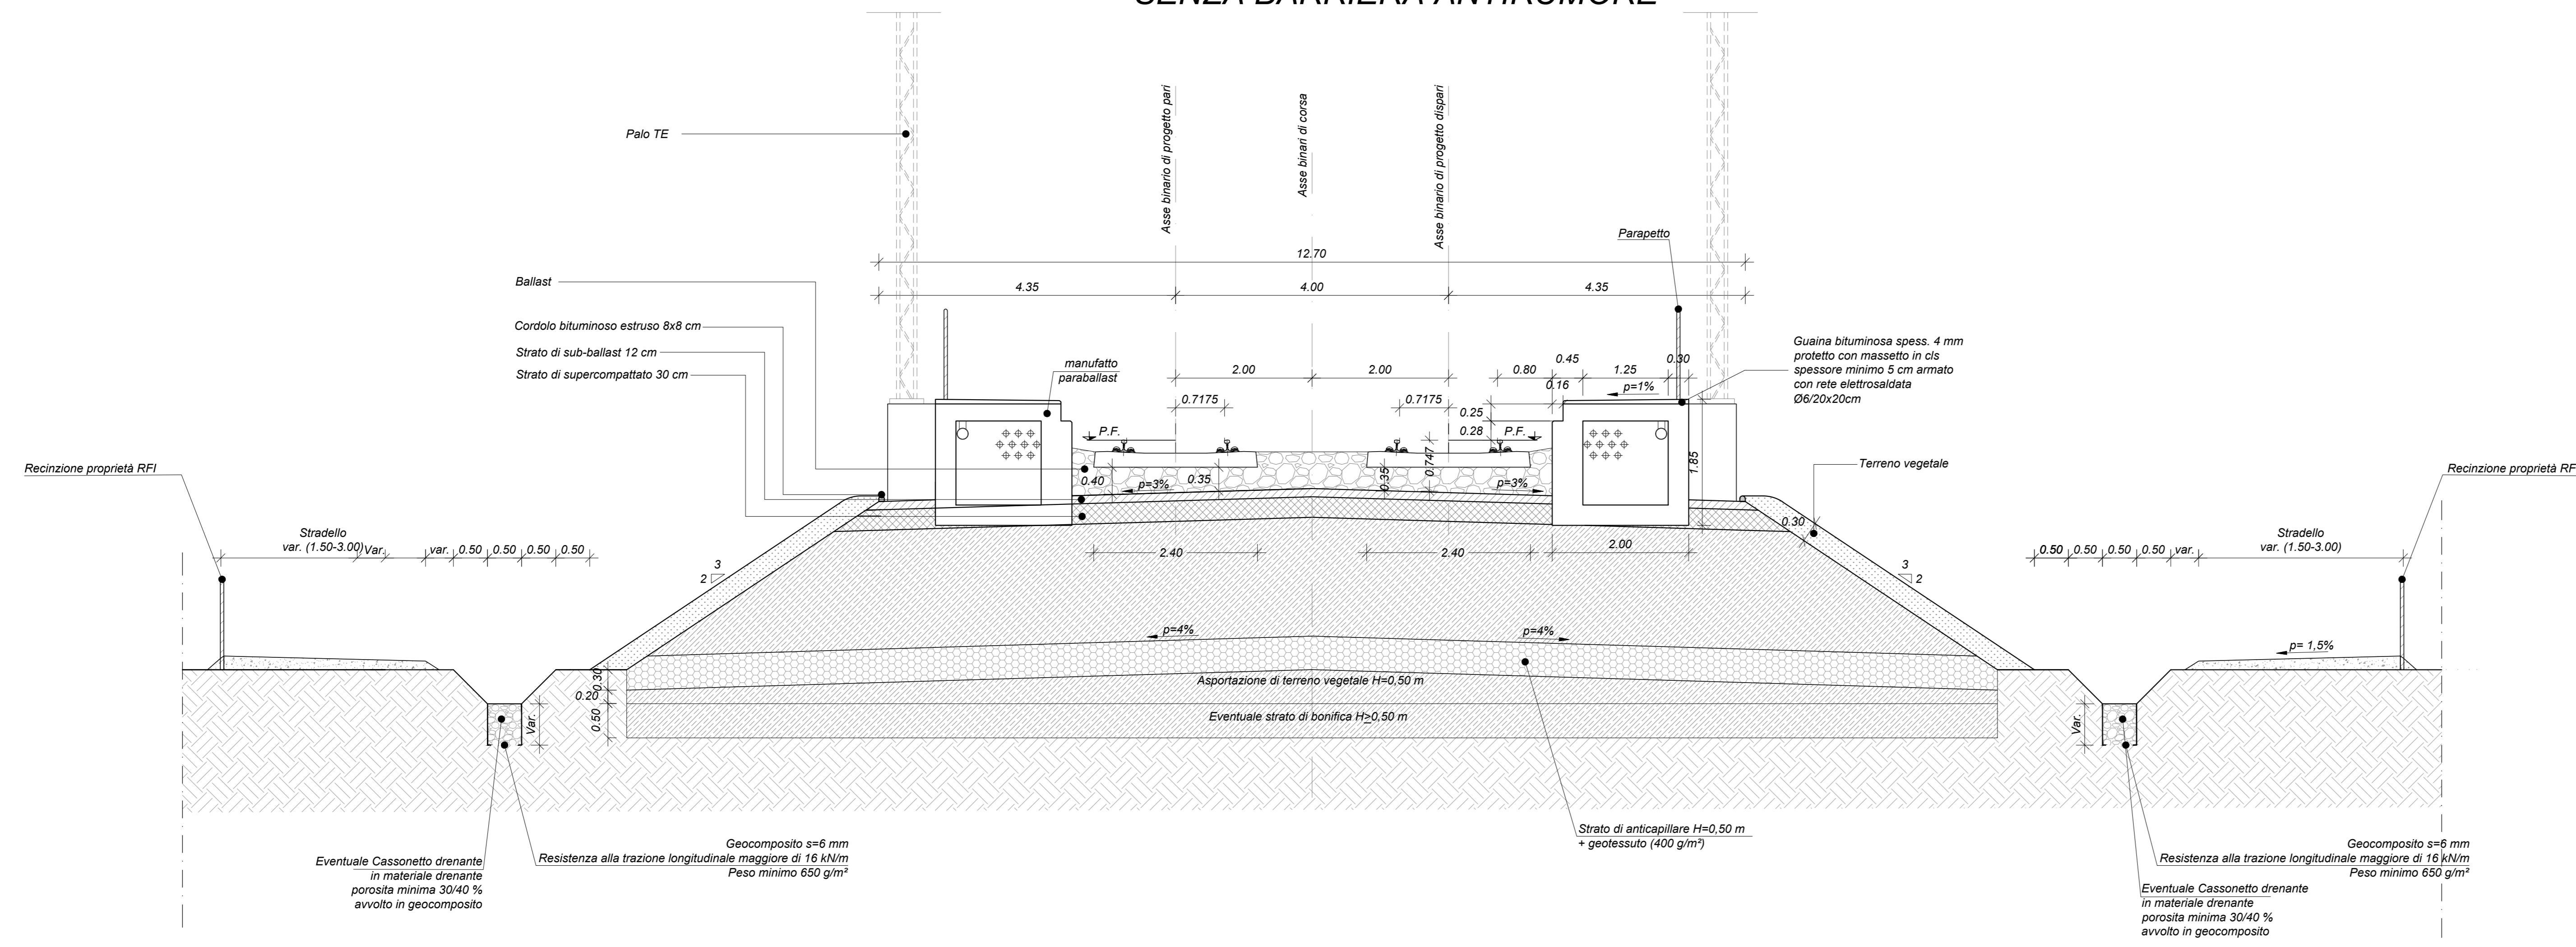 SENZA BARRIERA ANTIRUMORE
Palo TE
Asse binario di progetto pari
Asse binari di corsa
Asse binario di progetto dispari
Parapetto
12.70
4.35
4.00
4.35
Ballast
Cordolo bituminoso estruso 8x8 cm
Strato di sub-ballast 12 cm
Strato di supercompattato 30 cm
manufatto
paraballast
2.00
2.00
0.80
0.45
0.16
1.25
0.30
p=1%
Guaina bituminosa spess. 4 mm
protetto con massetto in cls
spessore minimo 5 cm armato
con rete elettrosaldata
Ø6/20x20cm
0.7175
0.7175
0.25
0.28
P.F.
P.F.
0.747
1.85
0.40
p=3%
0.35
0.35
p=3%
Terreno vegetale
0.30
Recinzione proprietà RFI
Recinzione proprietà RF
Stradello
var. (1.50-3.00)
Var.
var.
0.50
0.50
0.50
0.50
2.40
2.40
2.00
0.50
0.50
0.50
0.50
var.
Stradello
var. (1.50-3.00)
3
2
3
2
p=4%
p=4%
p= 1,5%
0.30
0.20
0.50
Var.
Var.
Asportazione di terreno vegetale H=0,50 m
Eventuale strato di bonifica H≥0,50 m
Strato di anticapillare H=0,50 m
+ geotessuto (400 g/m²)
Geocomposito s=6 mm
Resistenza alla trazione longitudinale maggiore di 16 kN/m
Peso minimo 650 g/m²
Eventuale Cassonetto drenante
in materiale drenante
porosita minima 30/40 %
avvolto in geocomposito
Geocomposito s=6 mm
Resistenza alla trazione longitudinale maggiore di 16 kN/m
Peso minimo 650 g/m²
Eventuale Cassonetto drenante
in materiale drenante
porosita minima 30/40 %
avvolto in geocomposito